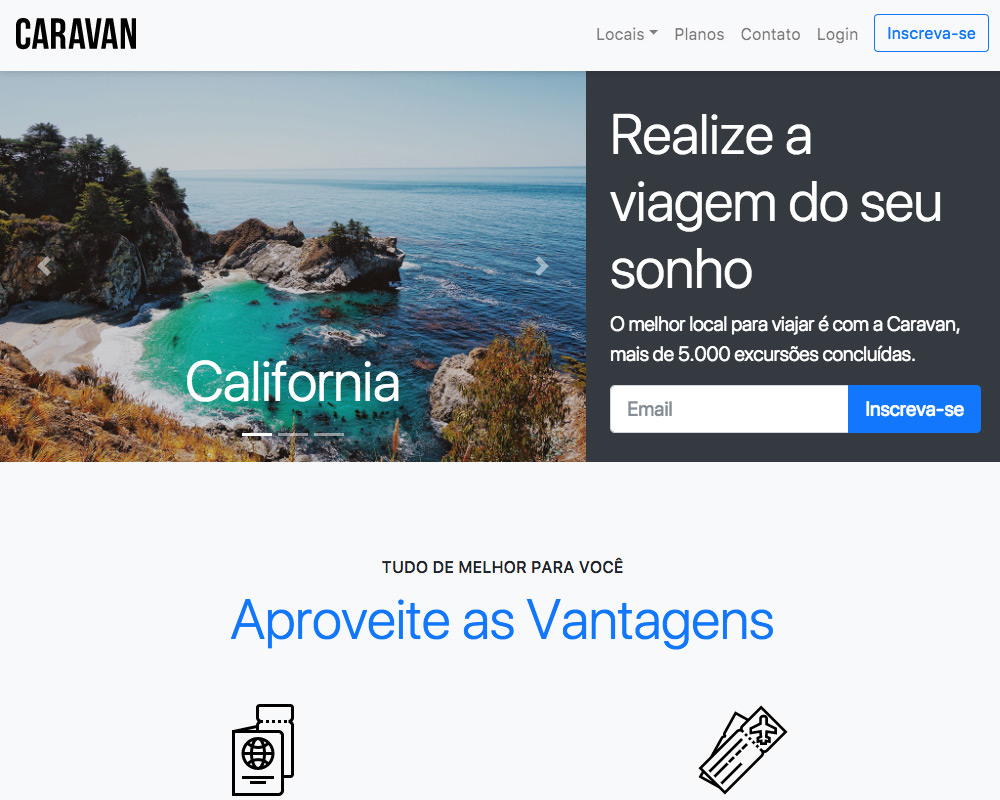 CARAVAN
Locais Planos Contato Login Inscreva-se
California
Realize a
viagem do seu
sonho
O melhor local para viajar é com a Caravan,
mais de 5.000 excursões concluídas.
Email Inscreva-se
TUDO DE MELHOR PARA VOCÊ
Aproveite as Vantagens